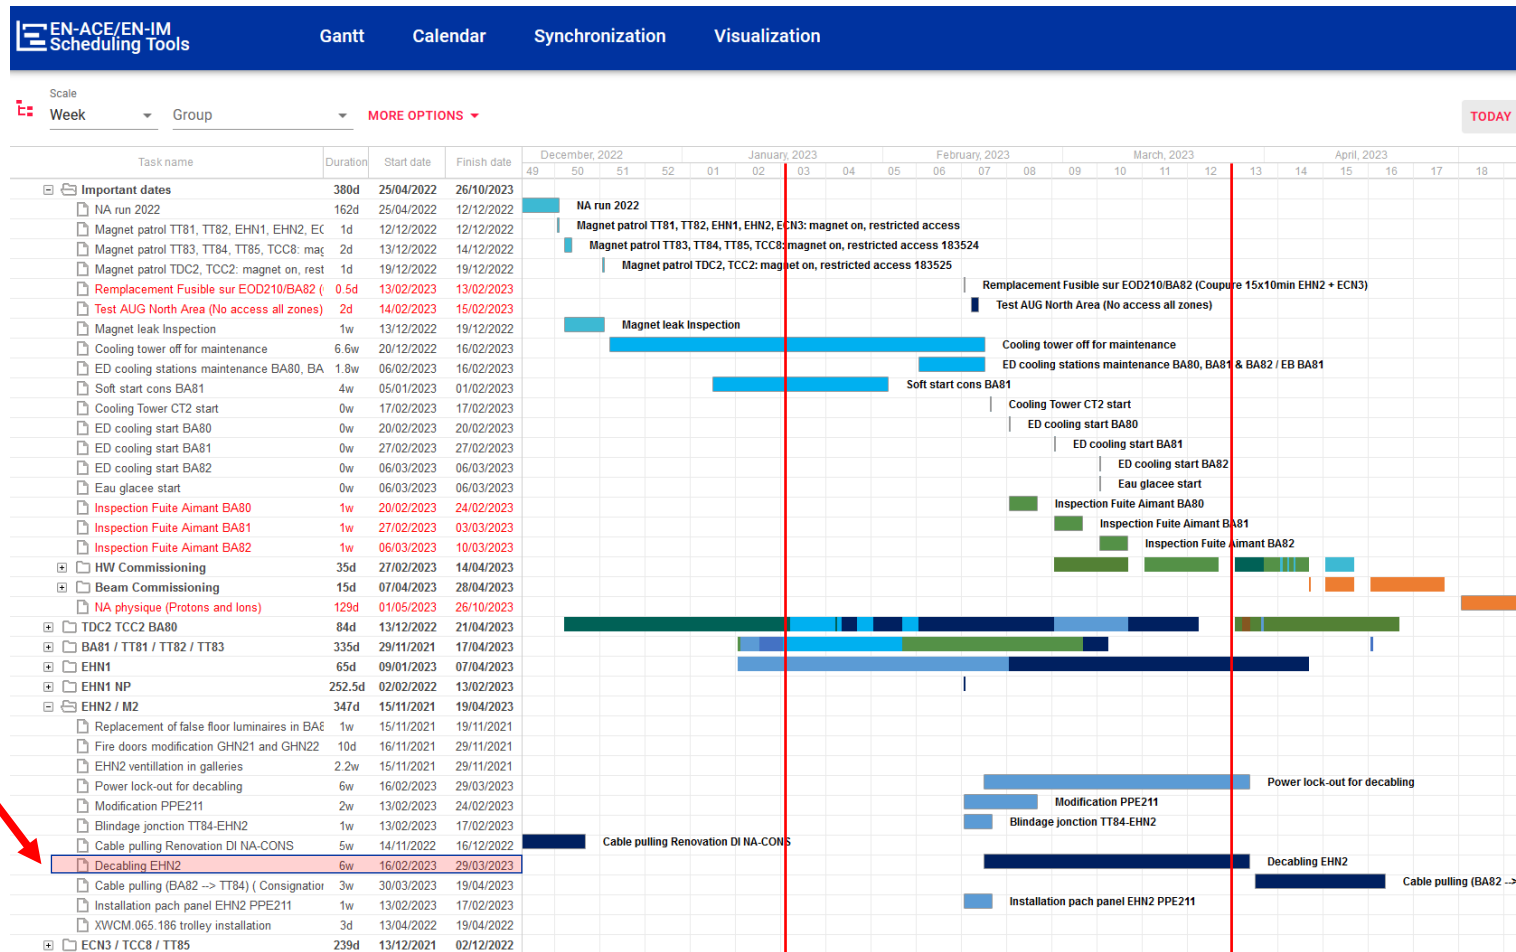 EN-ACE/EN-IM
Scheduling Tools
Gantt Calendar Synchronization Visualization
Scale
Week Group MORE OPTIONS TODAY
Task name Duration Start date Finish date
December, 2022 January, 2023 February, 2023 March, 2023 April, 2023
49 50 51 52 01 02 03 04 05 06 07 08 09 10 11 12 13 14 15 16 17 18
Important dates 380d 25/04/2022 26/10/2023
NA run 2022 162d 25/04/2022 12/12/2022 NA run 2022
Magnet patrol TT81, TT82, EHN1, EHN2, EC 1d 12/12/2022 12/12/2022 Magnet patrol TT81, TT82, EHN1, EHN2, ECN3: magnet on, restricted access
Magnet patrol TT83, TT84, TT85, TCC8: mag 2d 13/12/2022 14/12/2022 Magnet patrol TT83, TT84, TT85, TCC8: magnet on, restricted access 183524
Magnet patrol TDC2, TCC2: magnet on, rest 1d 19/12/2022 19/12/2022 Magnet patrol TDC2, TCC2: magnet on, restricted access 183525
Remplacement Fusible sur EOD210/BA82 ( 0.5d 13/02/2023 13/02/2023 Remplacement Fusible sur EOD210/BA82 (Coupure 15x10min EHN2 + ECN3)
Test AUG North Area (No access all zones) 2d 14/02/2023 15/02/2023 Test AUG North Area (No access all zones)
Magnet leak Inspection 1w 13/12/2022 19/12/2022 Magnet leak Inspection
Cooling tower off for maintenance 6.6w 20/12/2022 16/02/2023 Cooling tower off for maintenance
ED cooling stations maintenance BA80, BA 1.8w 06/02/2023 16/02/2023 ED cooling stations maintenance BA80, BA81 & BA82 / EB BA81
Soft start cons BA81 4w 05/01/2023 01/02/2023 Soft start cons BA81
Cooling Tower CT2 start 0w 17/02/2023 17/02/2023 Cooling Tower CT2 start
ED cooling start BA80 0w 20/02/2023 20/02/2023 ED cooling start BA80
ED cooling start BA81 0w 27/02/2023 27/02/2023 ED cooling start BA81
ED cooling start BA82 0w 06/03/2023 06/03/2023 ED cooling start BA82
Eau glacee start 0w 06/03/2023 06/03/2023 Eau glacee start
Inspection Fuite Aimant BA80 1w 20/02/2023 24/02/2023 Inspection Fuite Aimant BA80
Inspection Fuite Aimant BA81 1w 27/02/2023 03/03/2023 Inspection Fuite Aimant BA81
Inspection Fuite Aimant BA82 1w 06/03/2023 10/03/2023 Inspection Fuite Aimant BA82
HW Commissioning 35d 27/02/2023 14/04/2023
Beam Commissioning 15d 07/04/2023 28/04/2023
NA physique (Protons and Ions) 129d 01/05/2023 26/10/2023
TDC2 TCC2 BA80 84d 13/12/2022 21/04/2023
BA81 / TT81 / TT82 / TT83 335d 29/11/2021 17/04/2023
EHN1 65d 09/01/2023 07/04/2023
EHN1 NP 252.5d 02/02/2022 13/02/2023
EHN2 / M2 347d 15/11/2021 19/04/2023
Replacement of false floor luminaires in BA8 1w 15/11/2021 19/11/2021
Fire doors modification GHN21 and GHN22 10d 16/11/2021 29/11/2021
EHN2 ventillation in galleries 2.2w 15/11/2021 29/11/2021
Power lock-out for decabling 6w 16/02/2023 29/03/2023 Power lock-out for decabling
Modification PPE211 2w 13/02/2023 24/02/2023 Modification PPE211
Blindage jonction TT84-EHN2 1w 13/02/2023 17/02/2023 Blindage jonction TT84-EHN2
Cable pulling Renovation DI NA-CONS 5w 14/11/2022 16/12/2022 Cable pulling Renovation DI NA-CONS
Decabling EHN2 6w 16/02/2023 29/03/2023 Decabling EHN2
Cable pulling (BA82 --> TT84) ( Consignation 3w 30/03/2023 19/04/2023 Cable pulling (BA82 -->
Installation pach panel EHN2 PPE211 1w 13/02/2023 17/02/2023 Installation pach panel EHN2 PPE211
XWCM.065.186 trolley installation 3d 13/04/2022 19/04/2022
ECN3 / TCC8 / TT85 239d 13/12/2021 02/12/2022